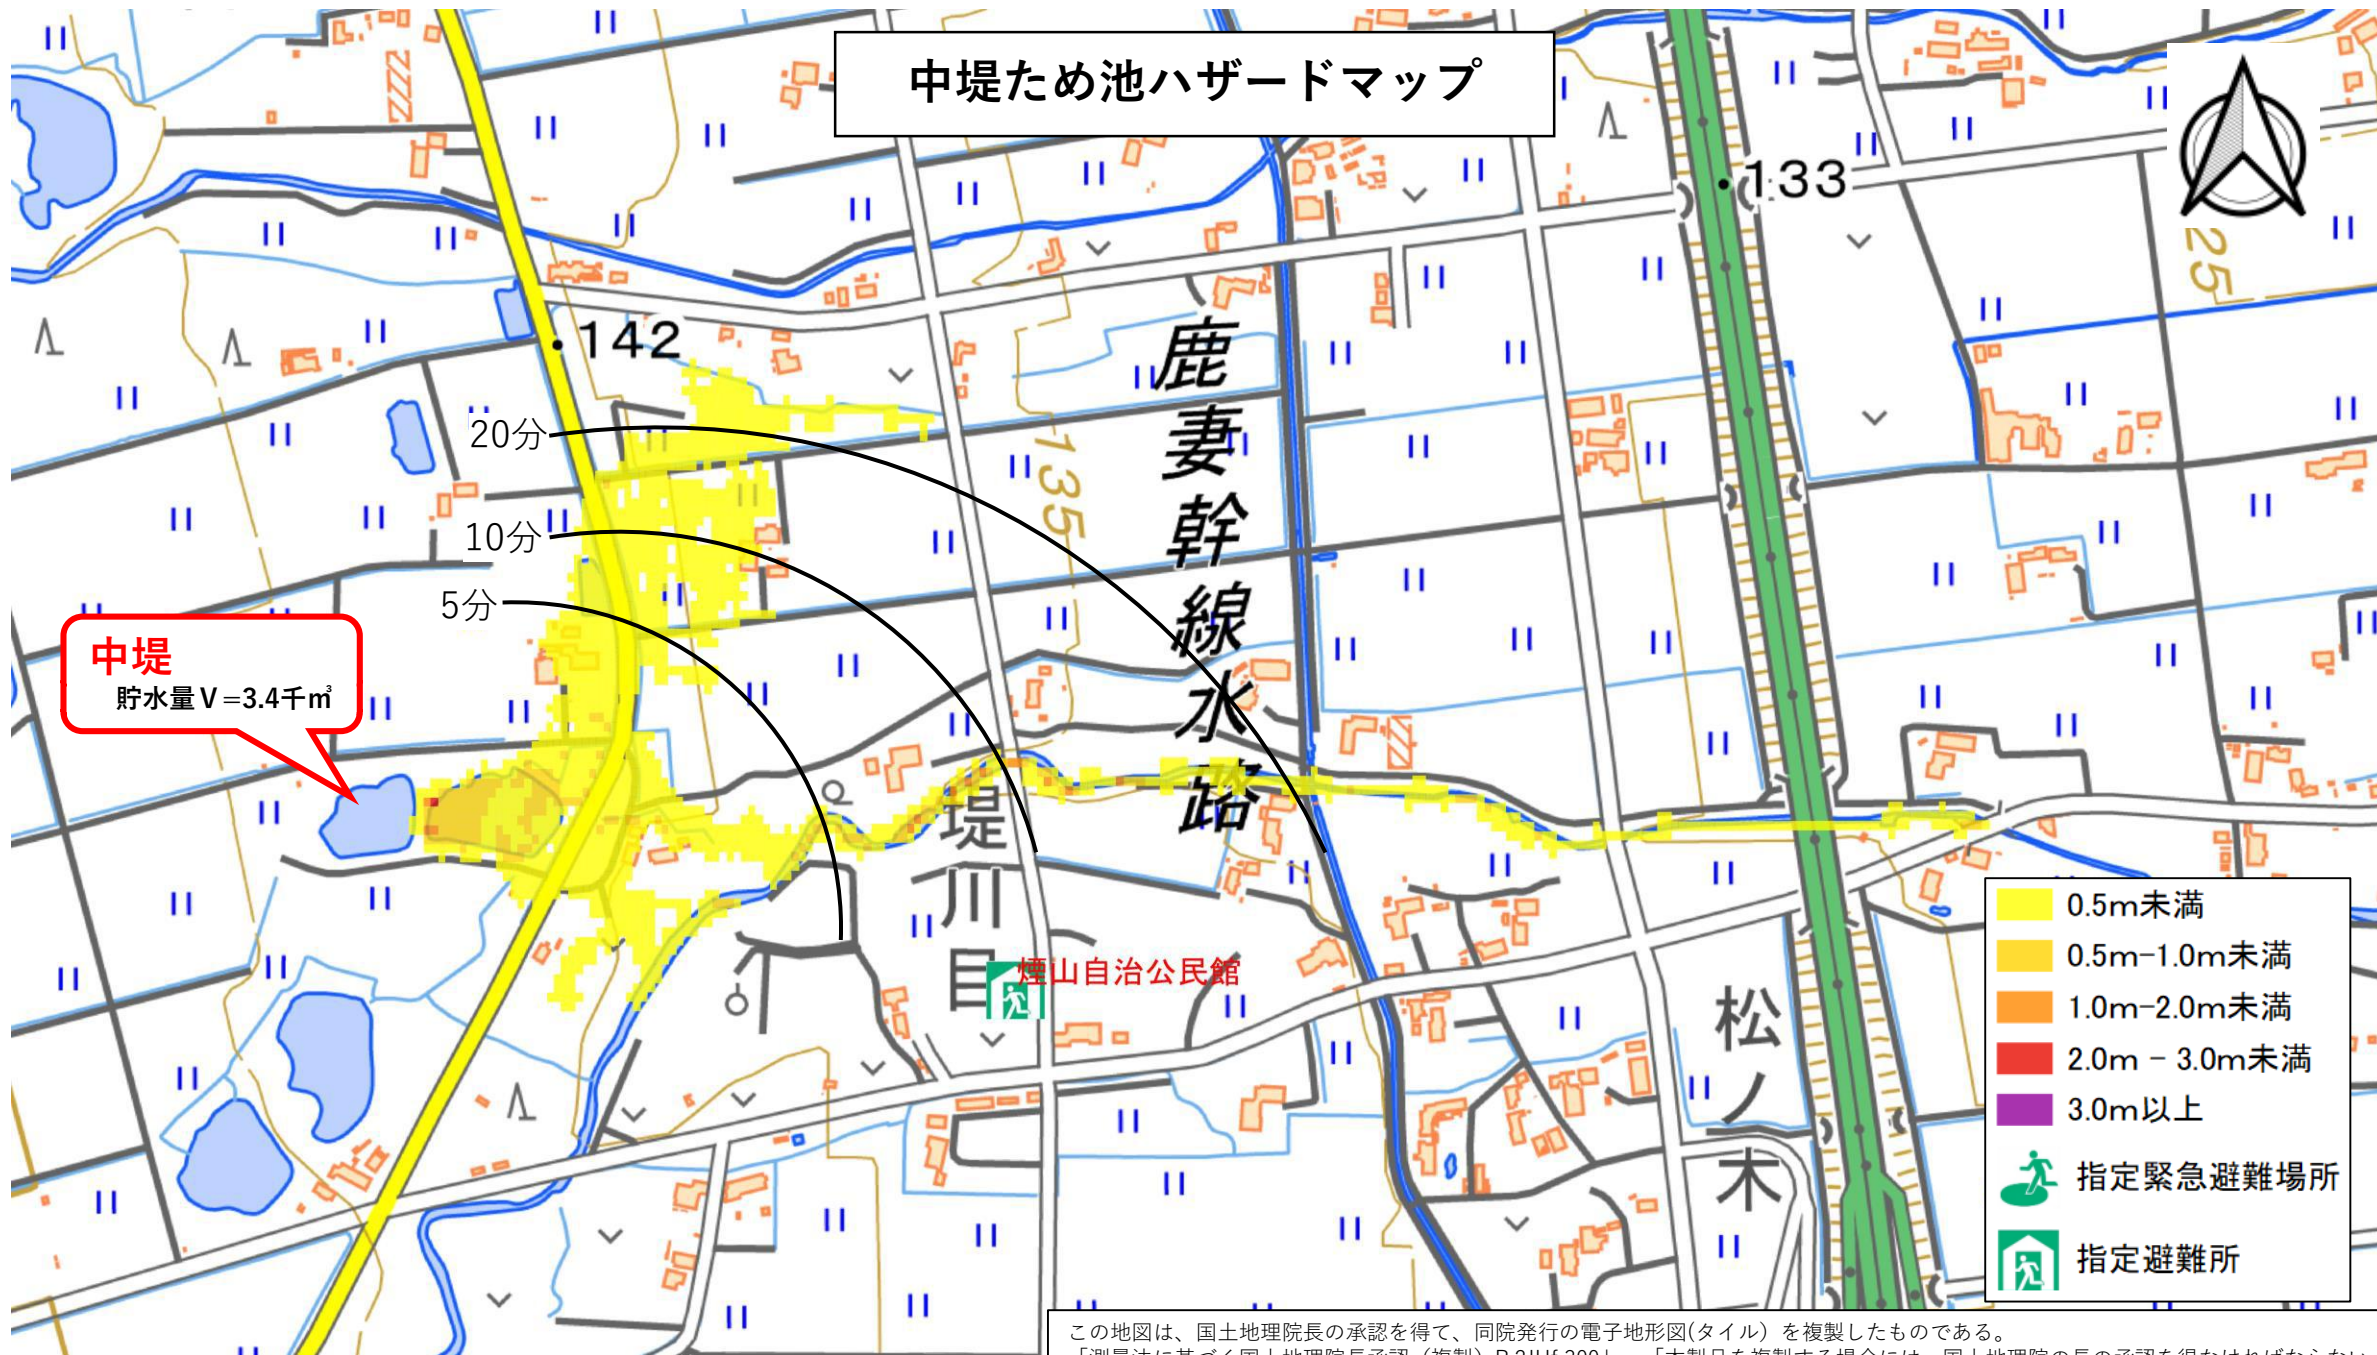 中堤ため池ハザードマップ
133
25
142
鹿妻幹線水路
20分
135
10分
5分
中堤
貯水量V=3.4千㎥
堤川目
煙山自治公民館
松ノ木
0.5m未満
0.5m-1.0m未満
1.0m-2.0m未満
2.0m - 3.0m未満
3.0m以上
指定緊急避難場所
指定避難所
この地図は、国土地理院長の承認を得て、同院発行の電子地形図(タイル）を複製したものである。